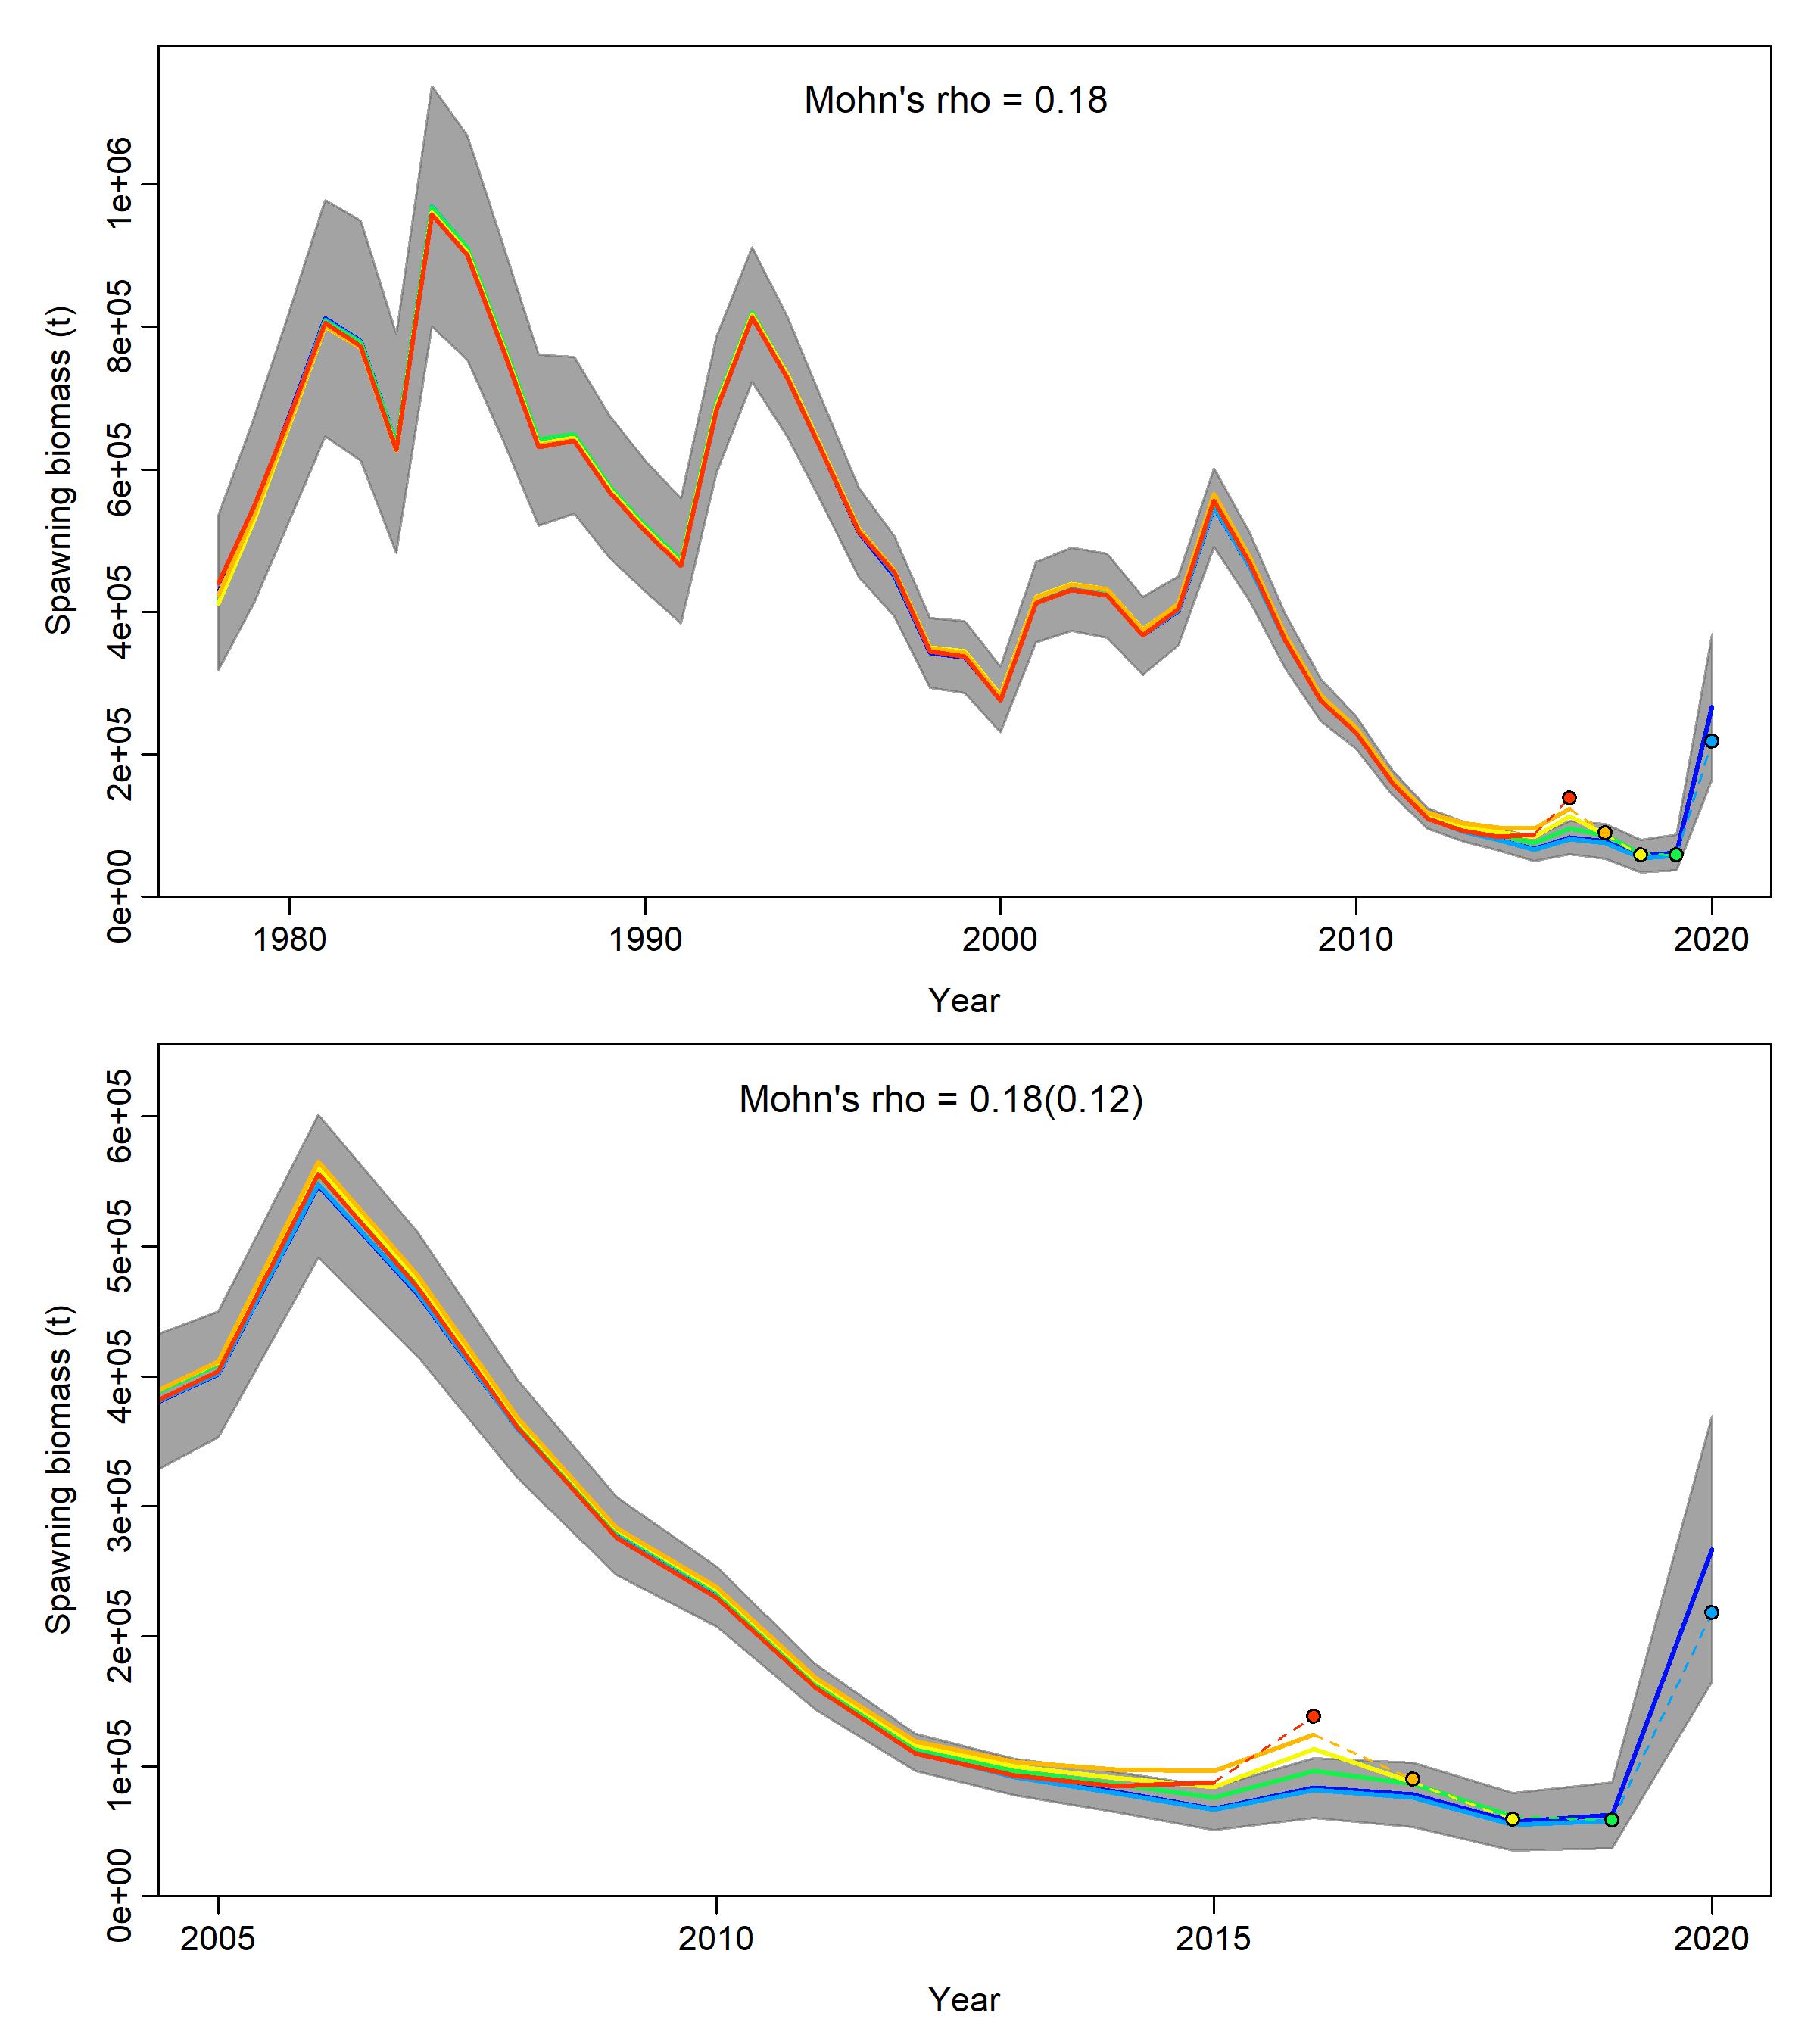 Mohn's rho = 0.18
Spawning biomass (t)
1e+06
8e+05
6e+05
4e+05
2e+05
0e+00
1980 1990 2000 2010 2020
Year
Mohn's rho = 0.18(0.12)
Spawning biomass (t)
6e+05
5e+05
4e+05
3e+05
2e+05
1e+05
0e+00
2005 2010 2015 2020
Year